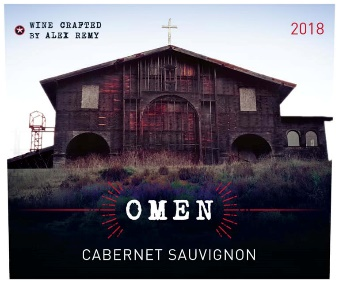 WINE CRAFTED
BY ALEX REMY
2018
OMEN
CABERNET SAUVIGNON